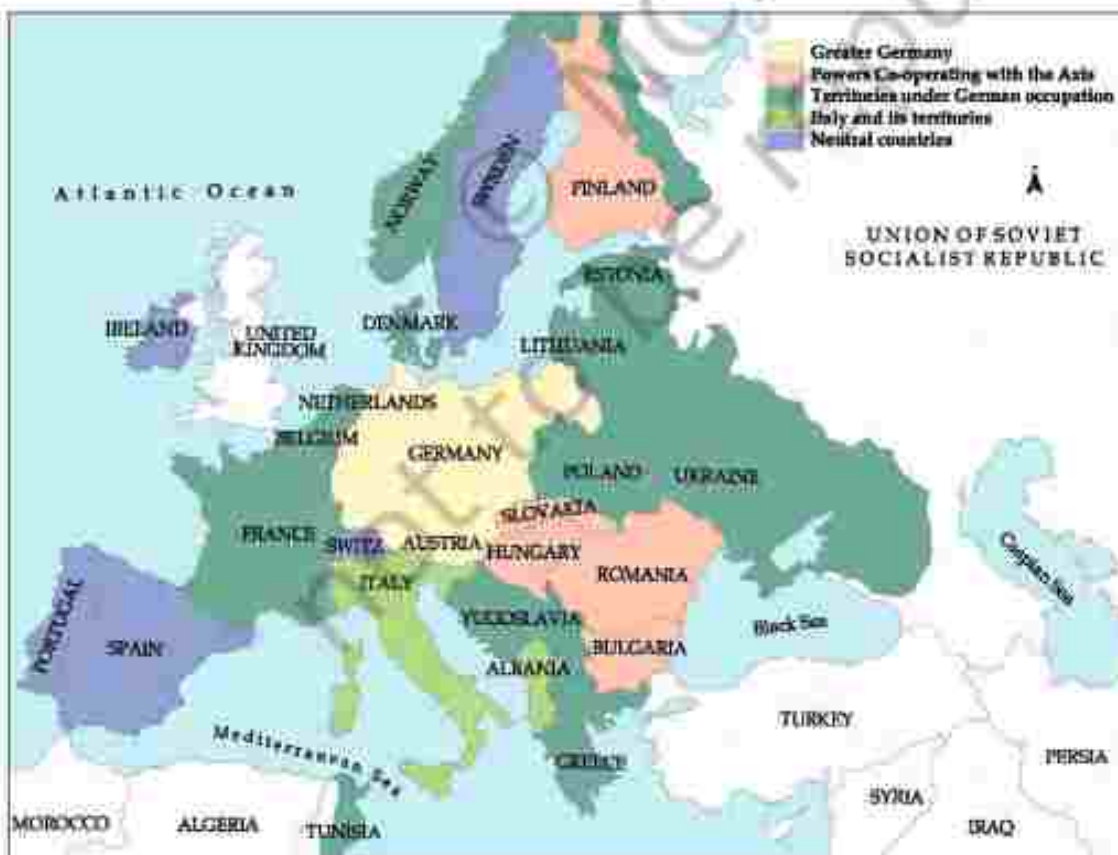 Greater Germany
Powers Co-operating with the Axis
Territories under German occupation
Italy and its territories
Neutral countries
Atlantic Ocean
NORWAY
SWEDEN
FINLAND
UNION OF SOVIET
SOCIALIST REPUBLIC
ESTONIA
IRELAND
UNITED
KINGDOM
DENMARK
LITHUANIA
NETHERLANDS
BELGIUM
GERMANY
POLAND
UKRAINE
SLOVAKIA
FRANCE
SWITZ
AUSTRIA
HUNGARY
ITALY
ROMANIA
Caspian Sea
PORTUGAL
SPAIN
YUGOSLAVIA
Black Sea
BULGARIA
ALBANIA
Mediterranean Sea
TURKEY
GREECE
PERSIA
SYRIA
MOROCCO
ALGERIA
TUNISIA
IRAQ